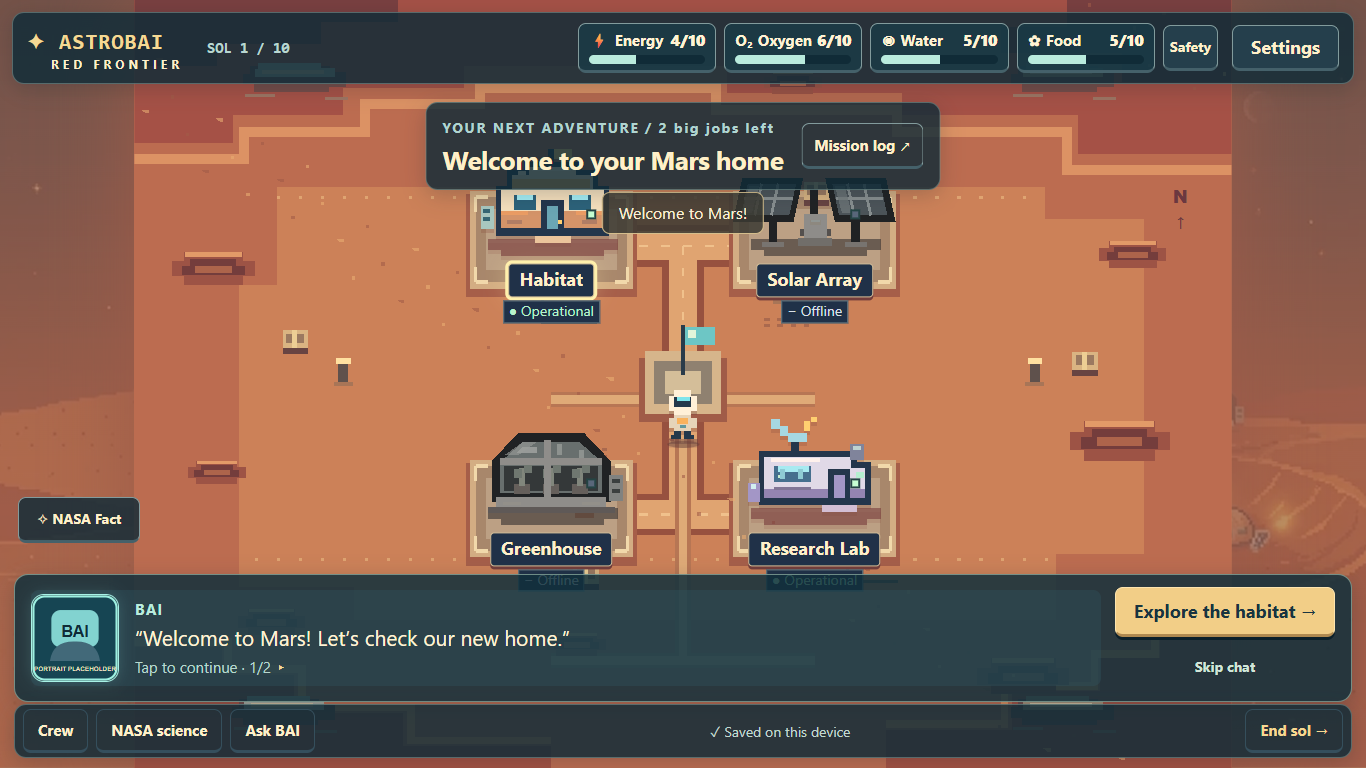 ✦ ASTROBAI
RED FRONTIER
SOL 1 / 10
Energy 4/10
O₂ Oxygen 6/10
Water 5/10
Food 5/10
Safety
Settings
YOUR NEXT ADVENTURE / 2 big jobs left
Welcome to your Mars home
Mission log ↗
Welcome to Mars!
N
↑
Habitat
• Operational
Solar Array
– Offline
✧ NASA Fact
Greenhouse
– Offline
Research Lab
• Operational
BAI
PORTRAIT PLACEHOLDER
BAI
“Welcome to Mars! Let’s check our new home.”
Tap to continue · 1/2 ▸
Explore the habitat →
Skip chat
Crew
NASA science
Ask BAI
✓ Saved on this device
End sol →